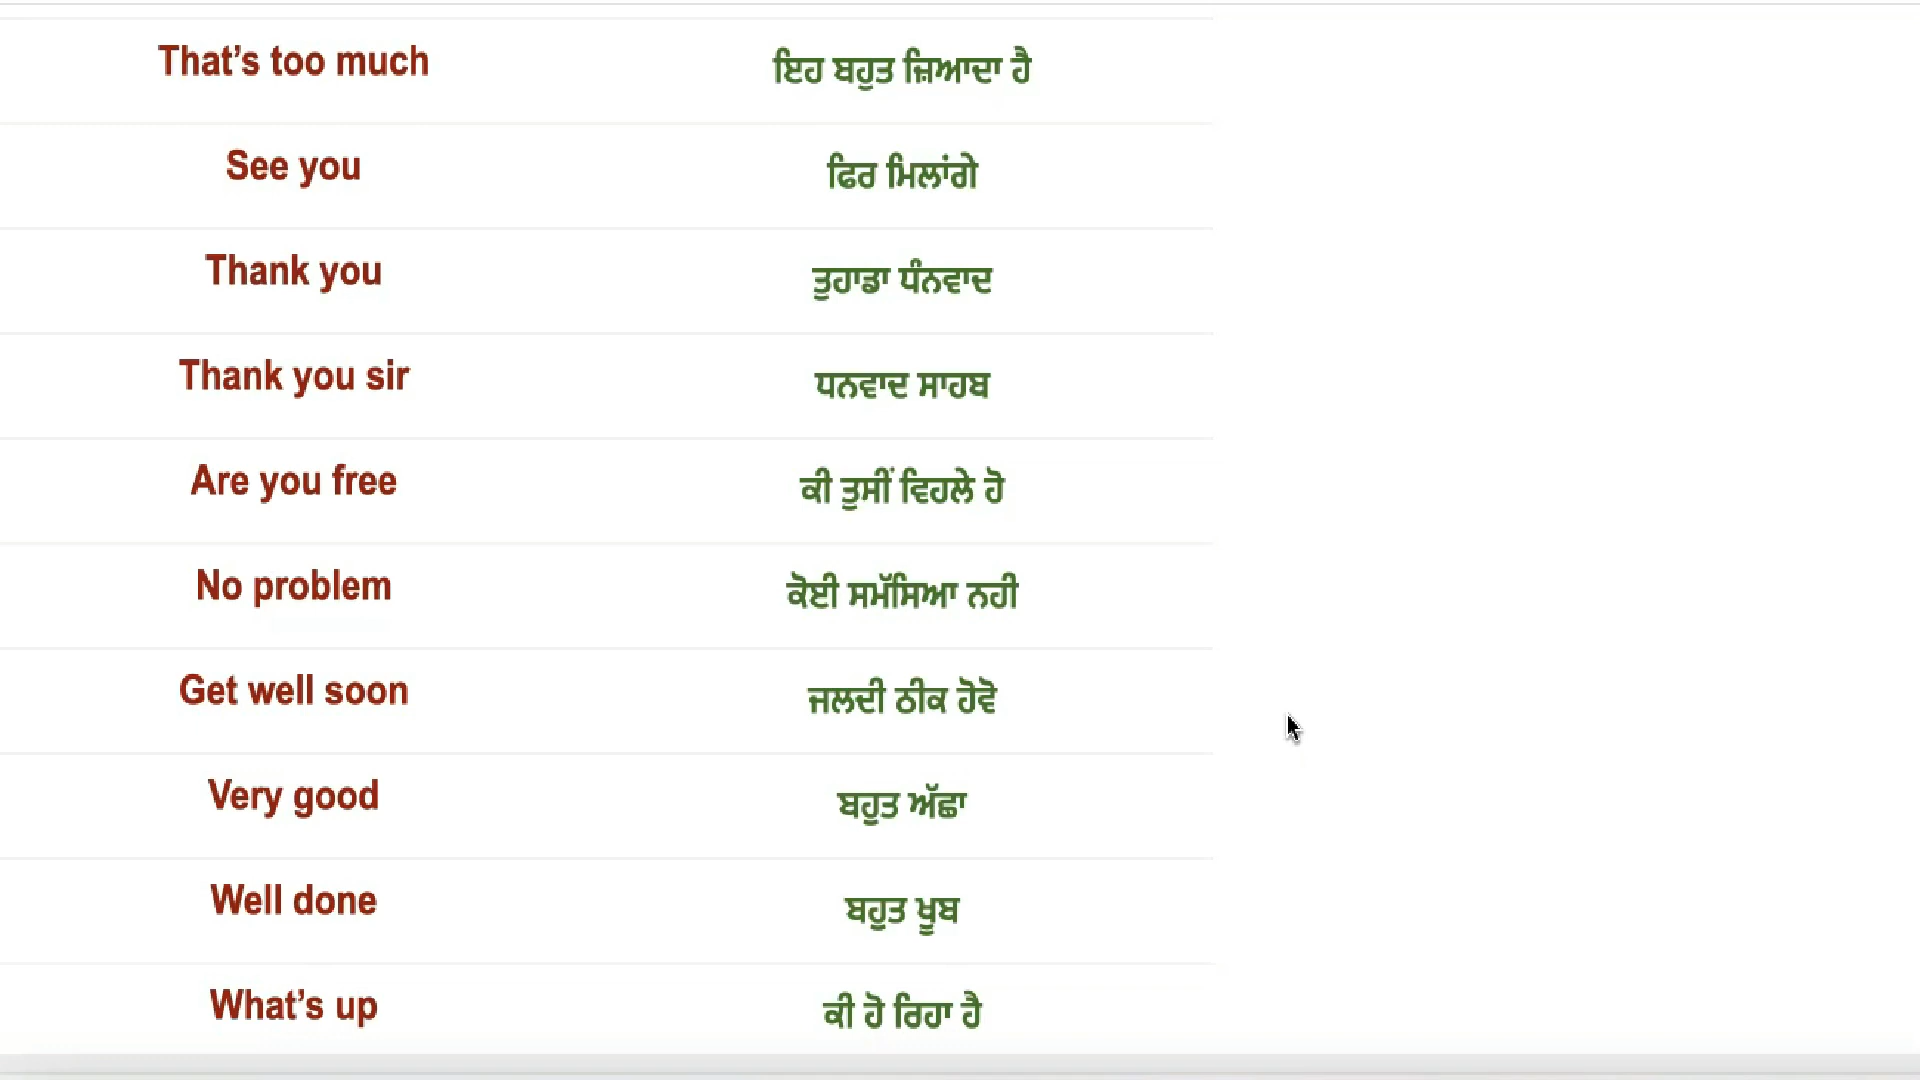 That’s too much ਇਹ ਬਹੁਤ ਜ਼ਿਆਦਾ ਹੈ
See you ਫਿਰ ਮਿਲਾਂਗੇ
Thank you ਤੁਹਾਡਾ ਧੰਨਵਾਦ
Thank you sir ਧਨਵਾਦ ਸਾਹਬ
Are you free ਕੀ ਤੁਸੀਂ ਵਿਹਲੇ ਹੋ
No problem ਕੋਈ ਸਮੱਸਿਆ ਨਹੀ
Get well soon ਜਲਦੀ ਠੀਕ ਹੋਵੋ
Very good ਬਹੁਤ ਅੱਛਾ
Well done ਬਹੁਤ ਖੂਬ
What’s up ਕੀ ਹੋ ਰਿਹਾ ਹੈ